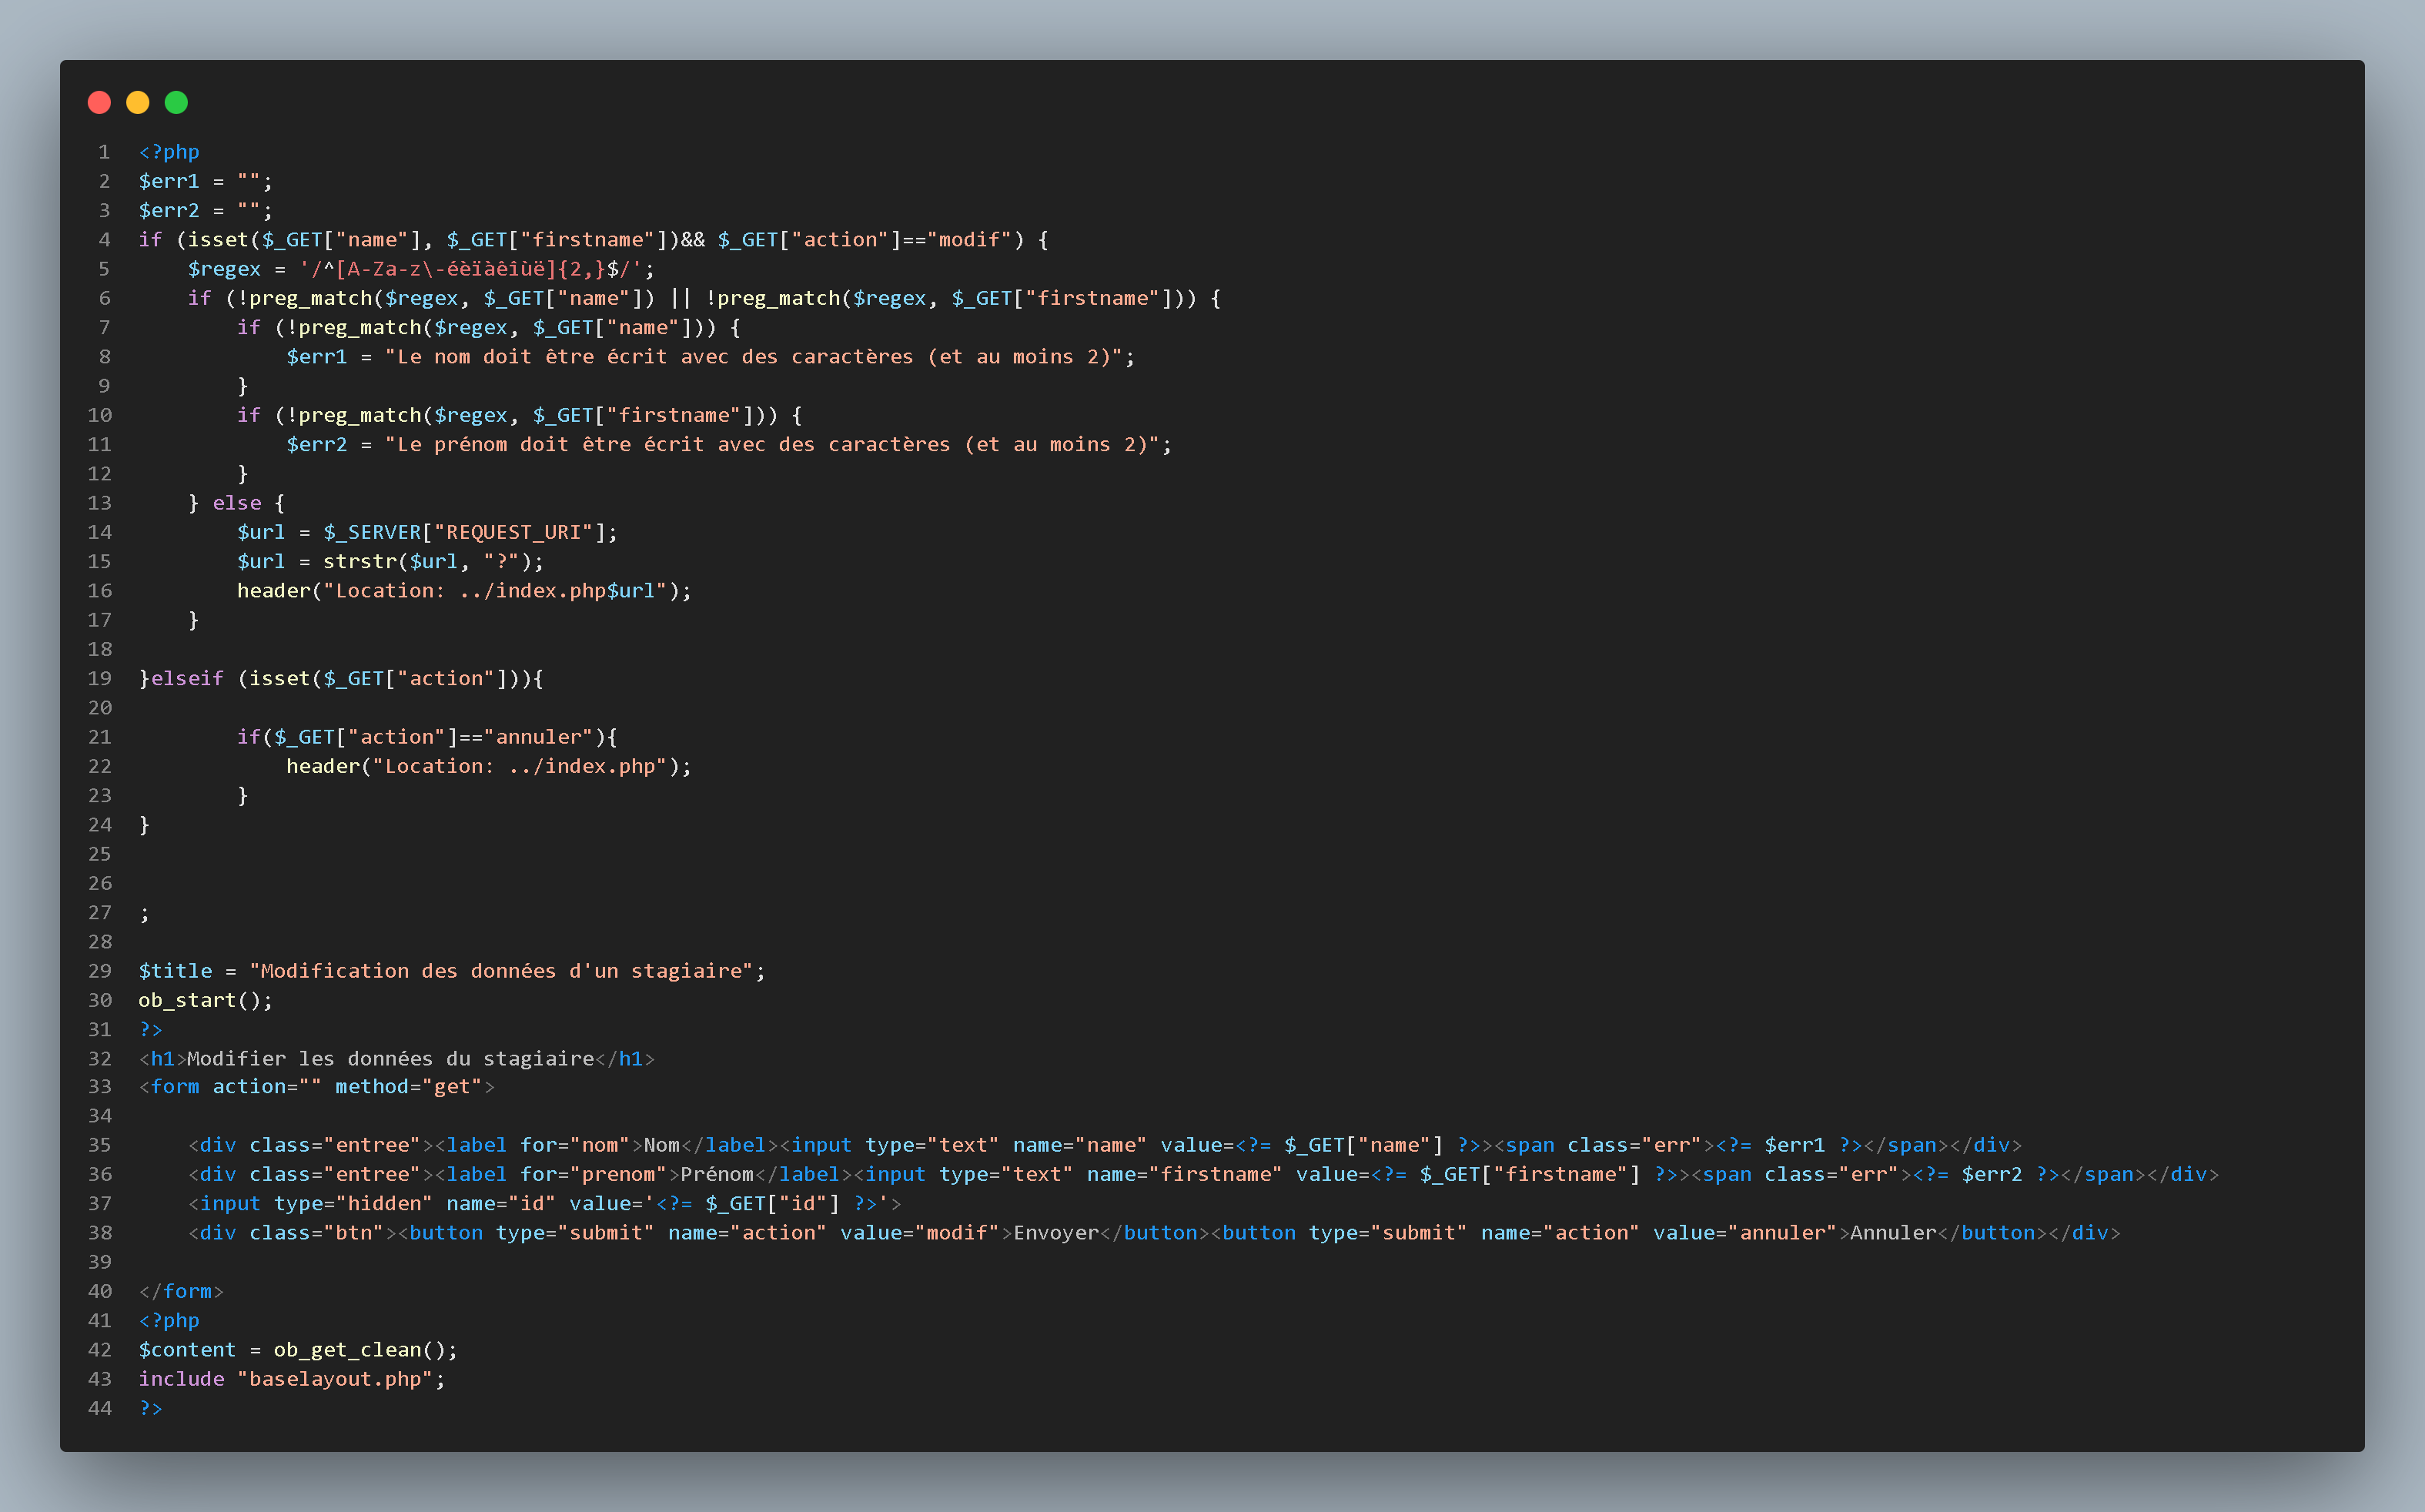 1 <?php
2 $err1 = "";
3 $err2 = "";
4 if (isset($_GET["name"], $_GET["firstname"])&& $_GET["action"]=="modif") {
5     $regex = '/^[A-Za-z\-éèïàêîùë]{2,}$/';
6     if (!preg_match($regex, $_GET["name"]) || !preg_match($regex, $_GET["firstname"])) {
7         if (!preg_match($regex, $_GET["name"])) {
8             $err1 = "Le nom doit être écrit avec des caractères (et au moins 2)";
9         }
10         if (!preg_match($regex, $_GET["firstname"])) {
11             $err2 = "Le prénom doit être écrit avec des caractères (et au moins 2)";
12         }
13     } else {
14         $url = $_SERVER["REQUEST_URI"];
15         $url = strstr($url, "?");
16         header("Location: ../index.php$url");
17     }
18
19 }elseif (isset($_GET["action"])){
20
21         if($_GET["action"]=="annuler"){
22             header("Location: ../index.php");
23         }
24 }
25
26
27 ;
28
29 $title = "Modification des données d'un stagiaire";
30 ob_start();
31 ?>
32 <h1>Modifier les données du stagiaire</h1>
33 <form action="" method="get">
34
35     <div class="entree"><label for="nom">Nom</label><input type="text" name="name" value=<?= $_GET["name"] ?>><span class="err"><?= $err1 ?></span></div>
36     <div class="entree"><label for="prenom">Prénom</label><input type="text" name="firstname" value=<?= $_GET["firstname"] ?>><span class="err"><?= $err2 ?></span></div>
37     <input type="hidden" name="id" value='<?= $_GET["id"] ?>'>
38     <div class="btn"><button type="submit" name="action" value="modif">Envoyer</button><button type="submit" name="action" value="annuler">Annuler</button></div>
39
40 </form>
41 <?php
42 $content = ob_get_clean();
43 include "baselayout.php";
44 ?>